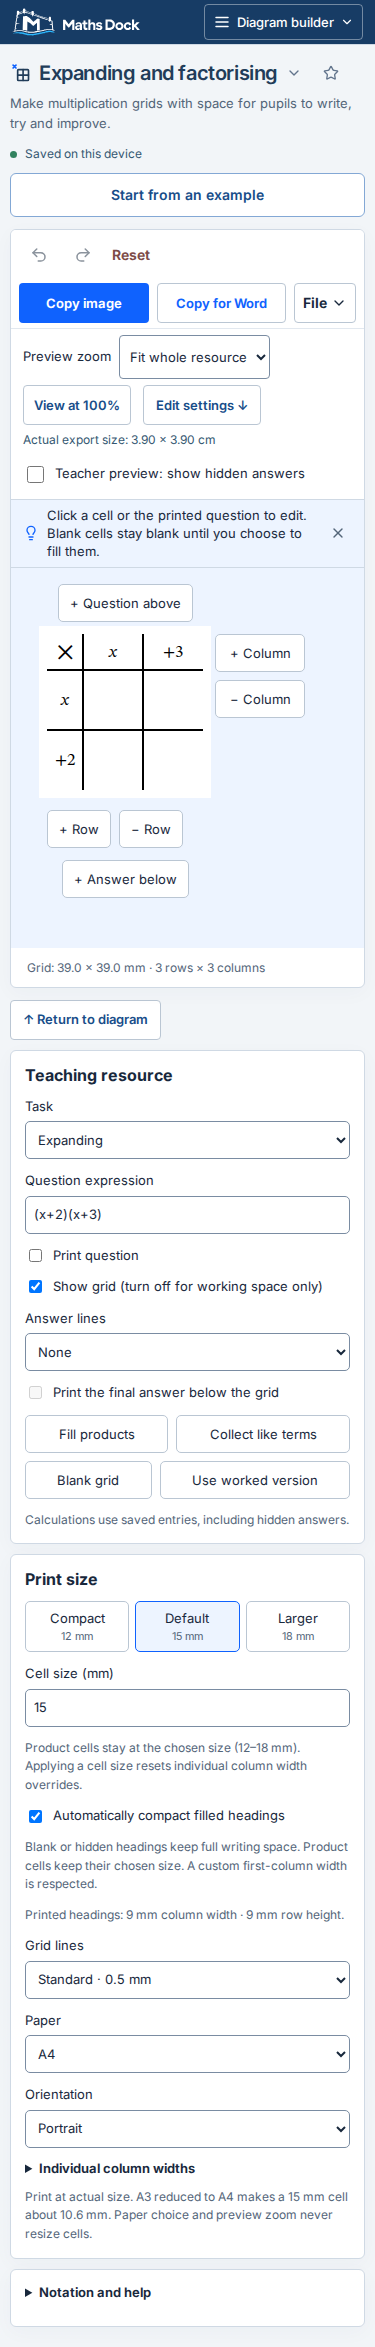 Maths Dock
Diagram builder
Expanding and factorising
Make multiplication grids with space for pupils to write,
try and improve.
Saved on this device
Start from an example
Reset
Copy image
Copy for Word
File
Preview zoom
Fit whole resource
View at 100%
Edit settings ↓
Actual export size: 3.90 × 3.90 cm
Teacher preview: show hidden answers
Click a cell or the printed question to edit.
Blank cells stay blank until you choose to
fill them.
+ Question above
× x +3
+ Column
x
− Column
+2
+ Row
− Row
+ Answer below
Grid: 39.0 × 39.0 mm · 3 rows × 3 columns
↑ Return to diagram
Teaching resource
Task
Expanding
Question expression
(x+2)(x+3)
Print question
Show grid (turn off for working space only)
Answer lines
None
Print the final answer below the grid
Fill products
Collect like terms
Blank grid
Use worked version
Calculations use saved entries, including hidden answers.
Print size
Compact
12 mm
Default
15 mm
Larger
18 mm
Cell size (mm)
15
Product cells stay at the chosen size (12–18 mm).
Applying a cell size resets individual column width
overrides.
Automatically compact filled headings
Blank or hidden headings keep full writing space. Product
cells keep their chosen size. A custom first-column width
is respected.
Printed headings: 9 mm column width · 9 mm row height.
Grid lines
Standard · 0.5 mm
Paper
A4
Orientation
Portrait
Individual column widths
Print at actual size. A3 reduced to A4 makes a 15 mm cell
about 10.6 mm. Paper choice and preview zoom never
resize cells.
Notation and help